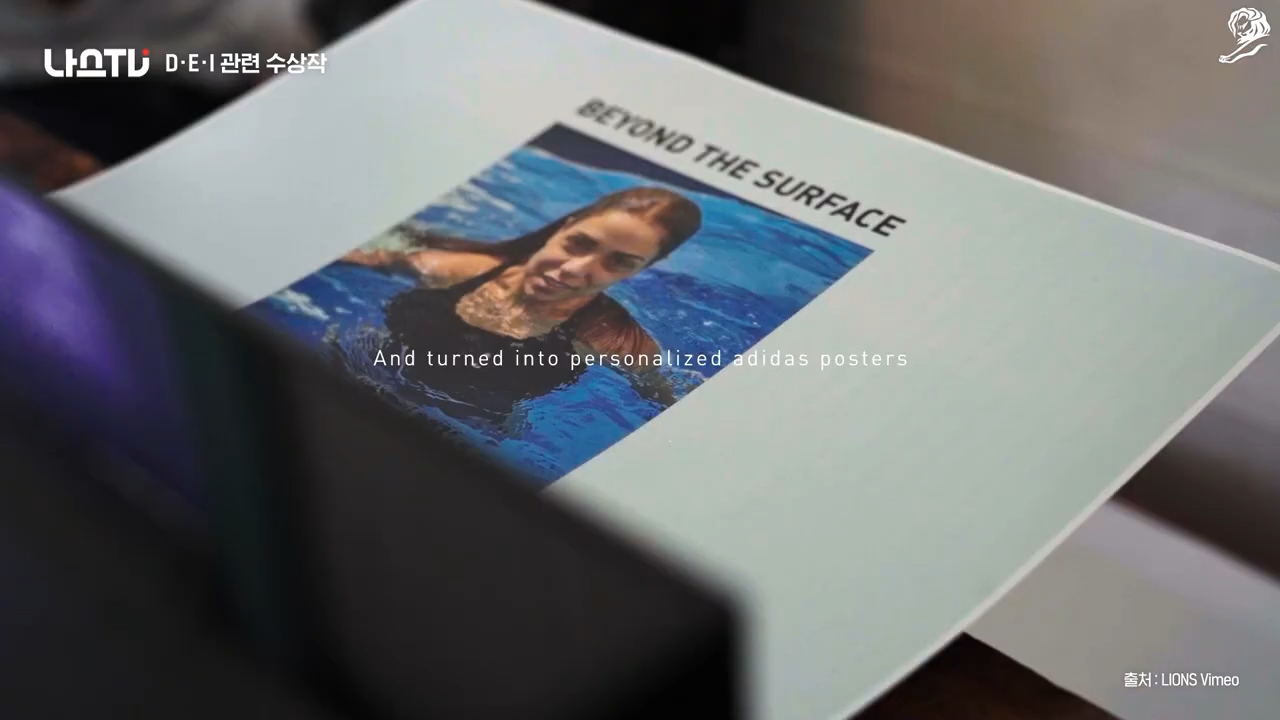 나스TV D·E·I 관련 수상작
BEYOND THE SURFACE
And turned into personalized adidas posters
출처 : LIONS Vimeo